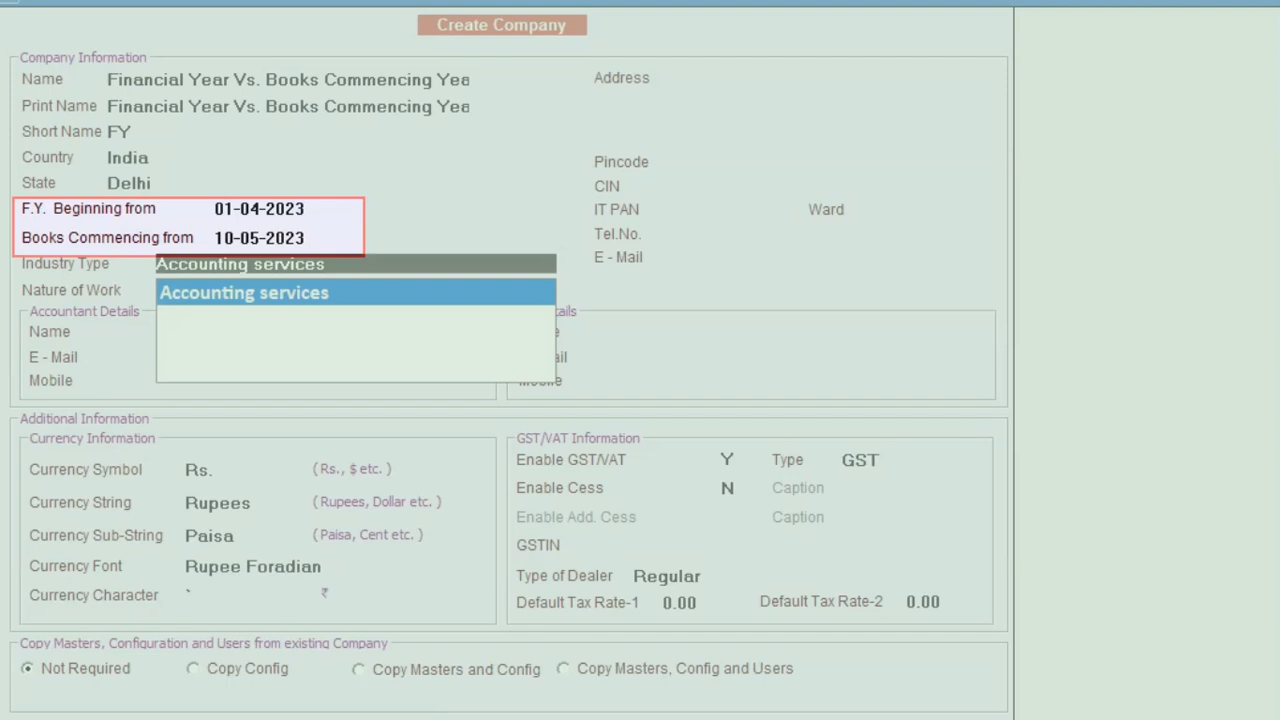 Create Company
Company Information
Name Financial Year Vs. Books Commencing Yea
Print Name Financial Year Vs. Books Commencing Yea
Short Name FY
Country India
State Delhi
F.Y. Beginning from 01-04-2023
Books Commencing from 10-05-2023
Industry Type Accounting services
Accounting services
Nature of Work
Address
Pincode
CIN
IT PAN Ward
Tel.No.
E - Mail
Accountant Details
Name
E - Mail
Mobile
Mobile
Additional Information
Currency Information
Currency Symbol Rs. ( Rs., $ etc. )
Currency String Rupees ( Rupees, Dollar etc. )
Currency Sub-String Paisa ( Paisa, Cent etc. )
Currency Font Rupee Foradian
Currency Character ` ₹
GST/VAT Information
Enable GST/VAT Y Type GST
Enable Cess N Caption
Enable Add. Cess Caption
GSTIN
Type of Dealer Regular
Default Tax Rate-1 0.00 Default Tax Rate-2 0.00
Copy Masters, Configuration and Users from existing Company
Not Required Copy Config Copy Masters and Config Copy Masters, Config and Users